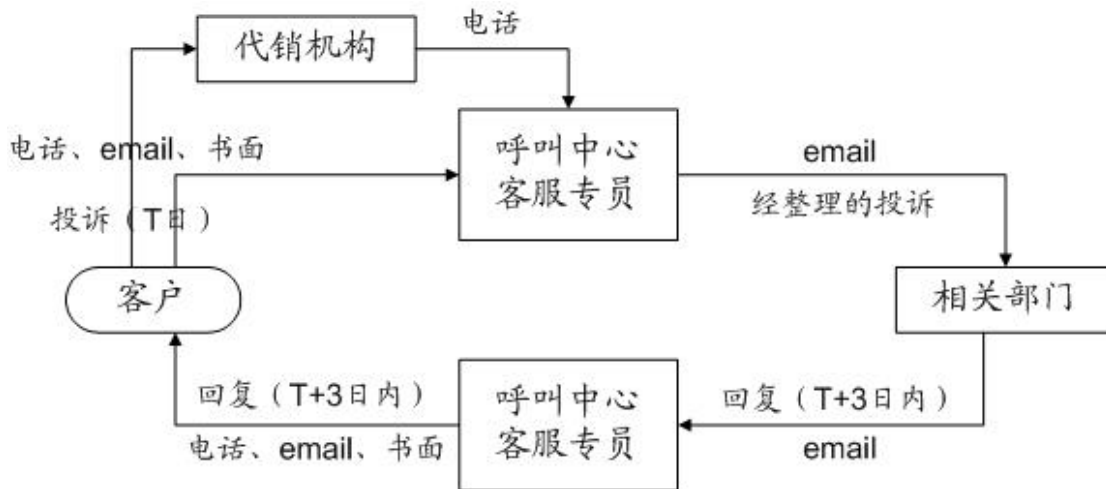 代销机构
电话
电话、email、书面
呼叫中心
客服专员
email
经整理的投诉
投诉（T日）
客户
相关部门
回复（T+3日内）
电话、email、书面
呼叫中心
客服专员
回复（T+3日内）
email